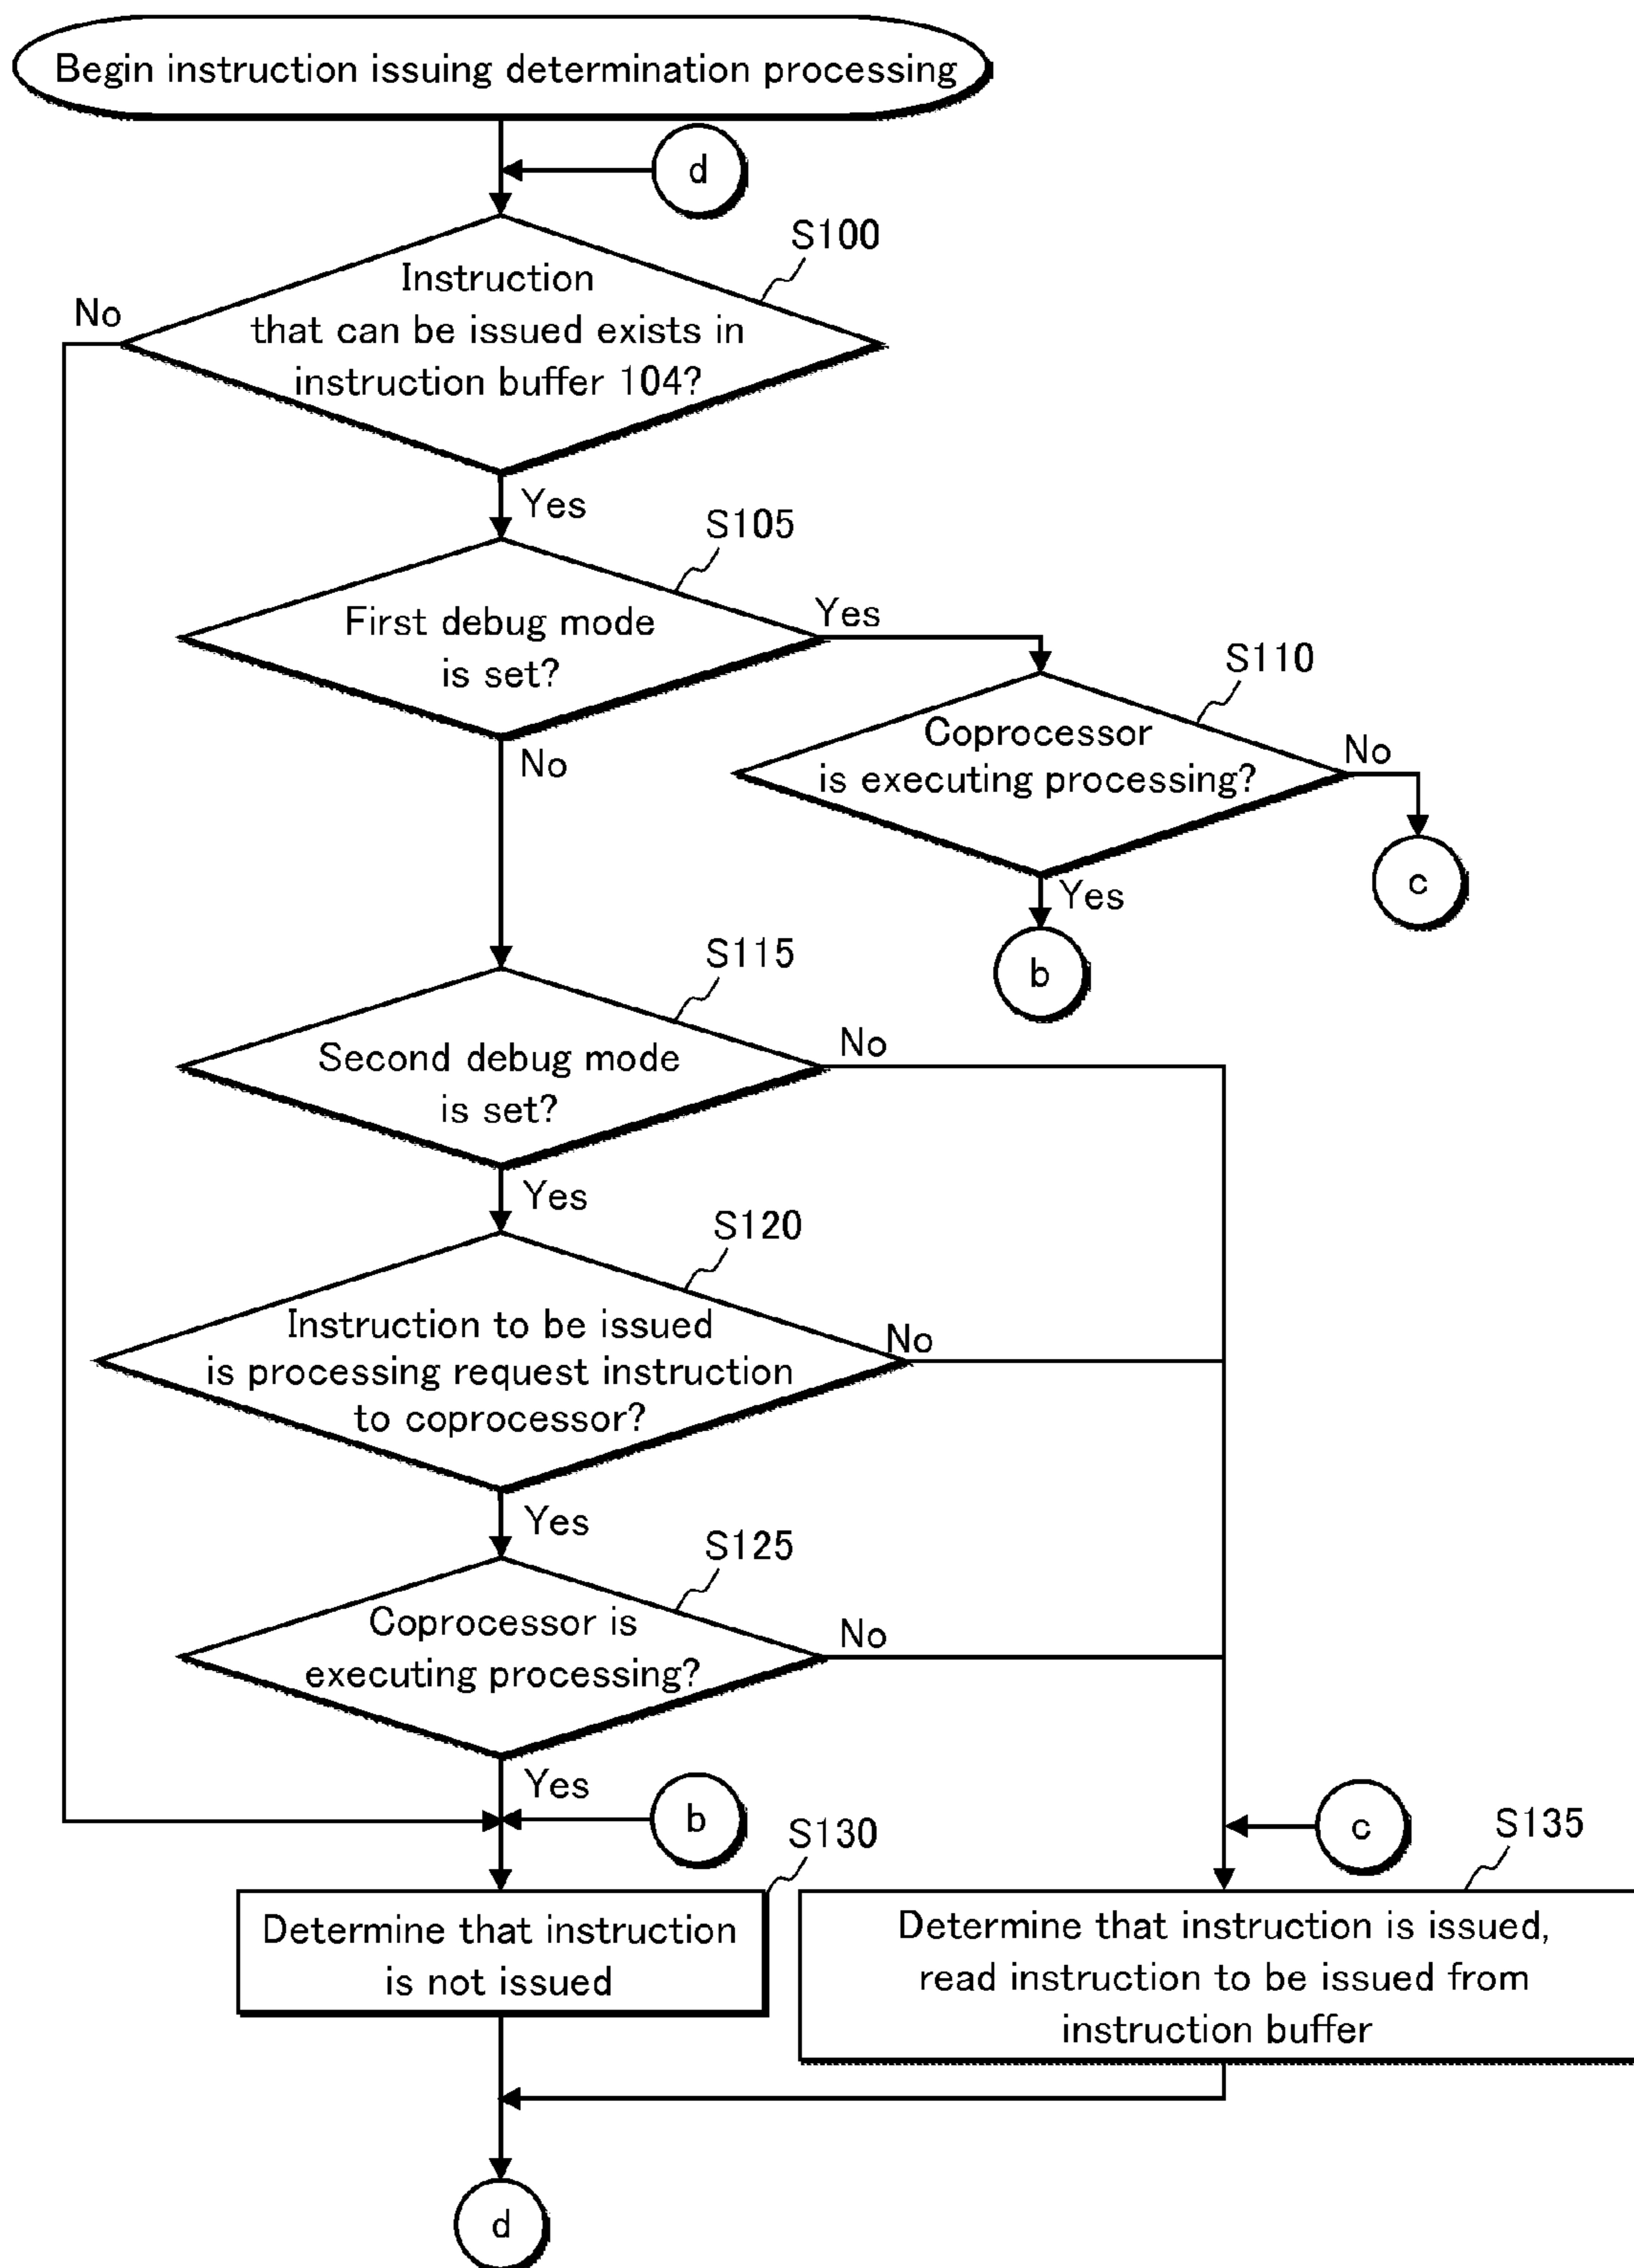 Begin instruction issuing determination processing
d
S100
Instruction
that can be issued exists in
instruction buffer 104?
No
Yes
S105
First debug mode
is set?
Yes
No
S110
Coprocessor
is executing processing?
No
c
Yes
b
S115
Second debug mode
is set?
No
Yes
S120
Instruction to be issued
is processing request instruction
to coprocessor?
No
Yes
S125
Coprocessor is
executing processing?
No
Yes
b
c
S130
Determine that instruction
is not issued
S135
Determine that instruction is issued,
read instruction to be issued from
instruction buffer
d